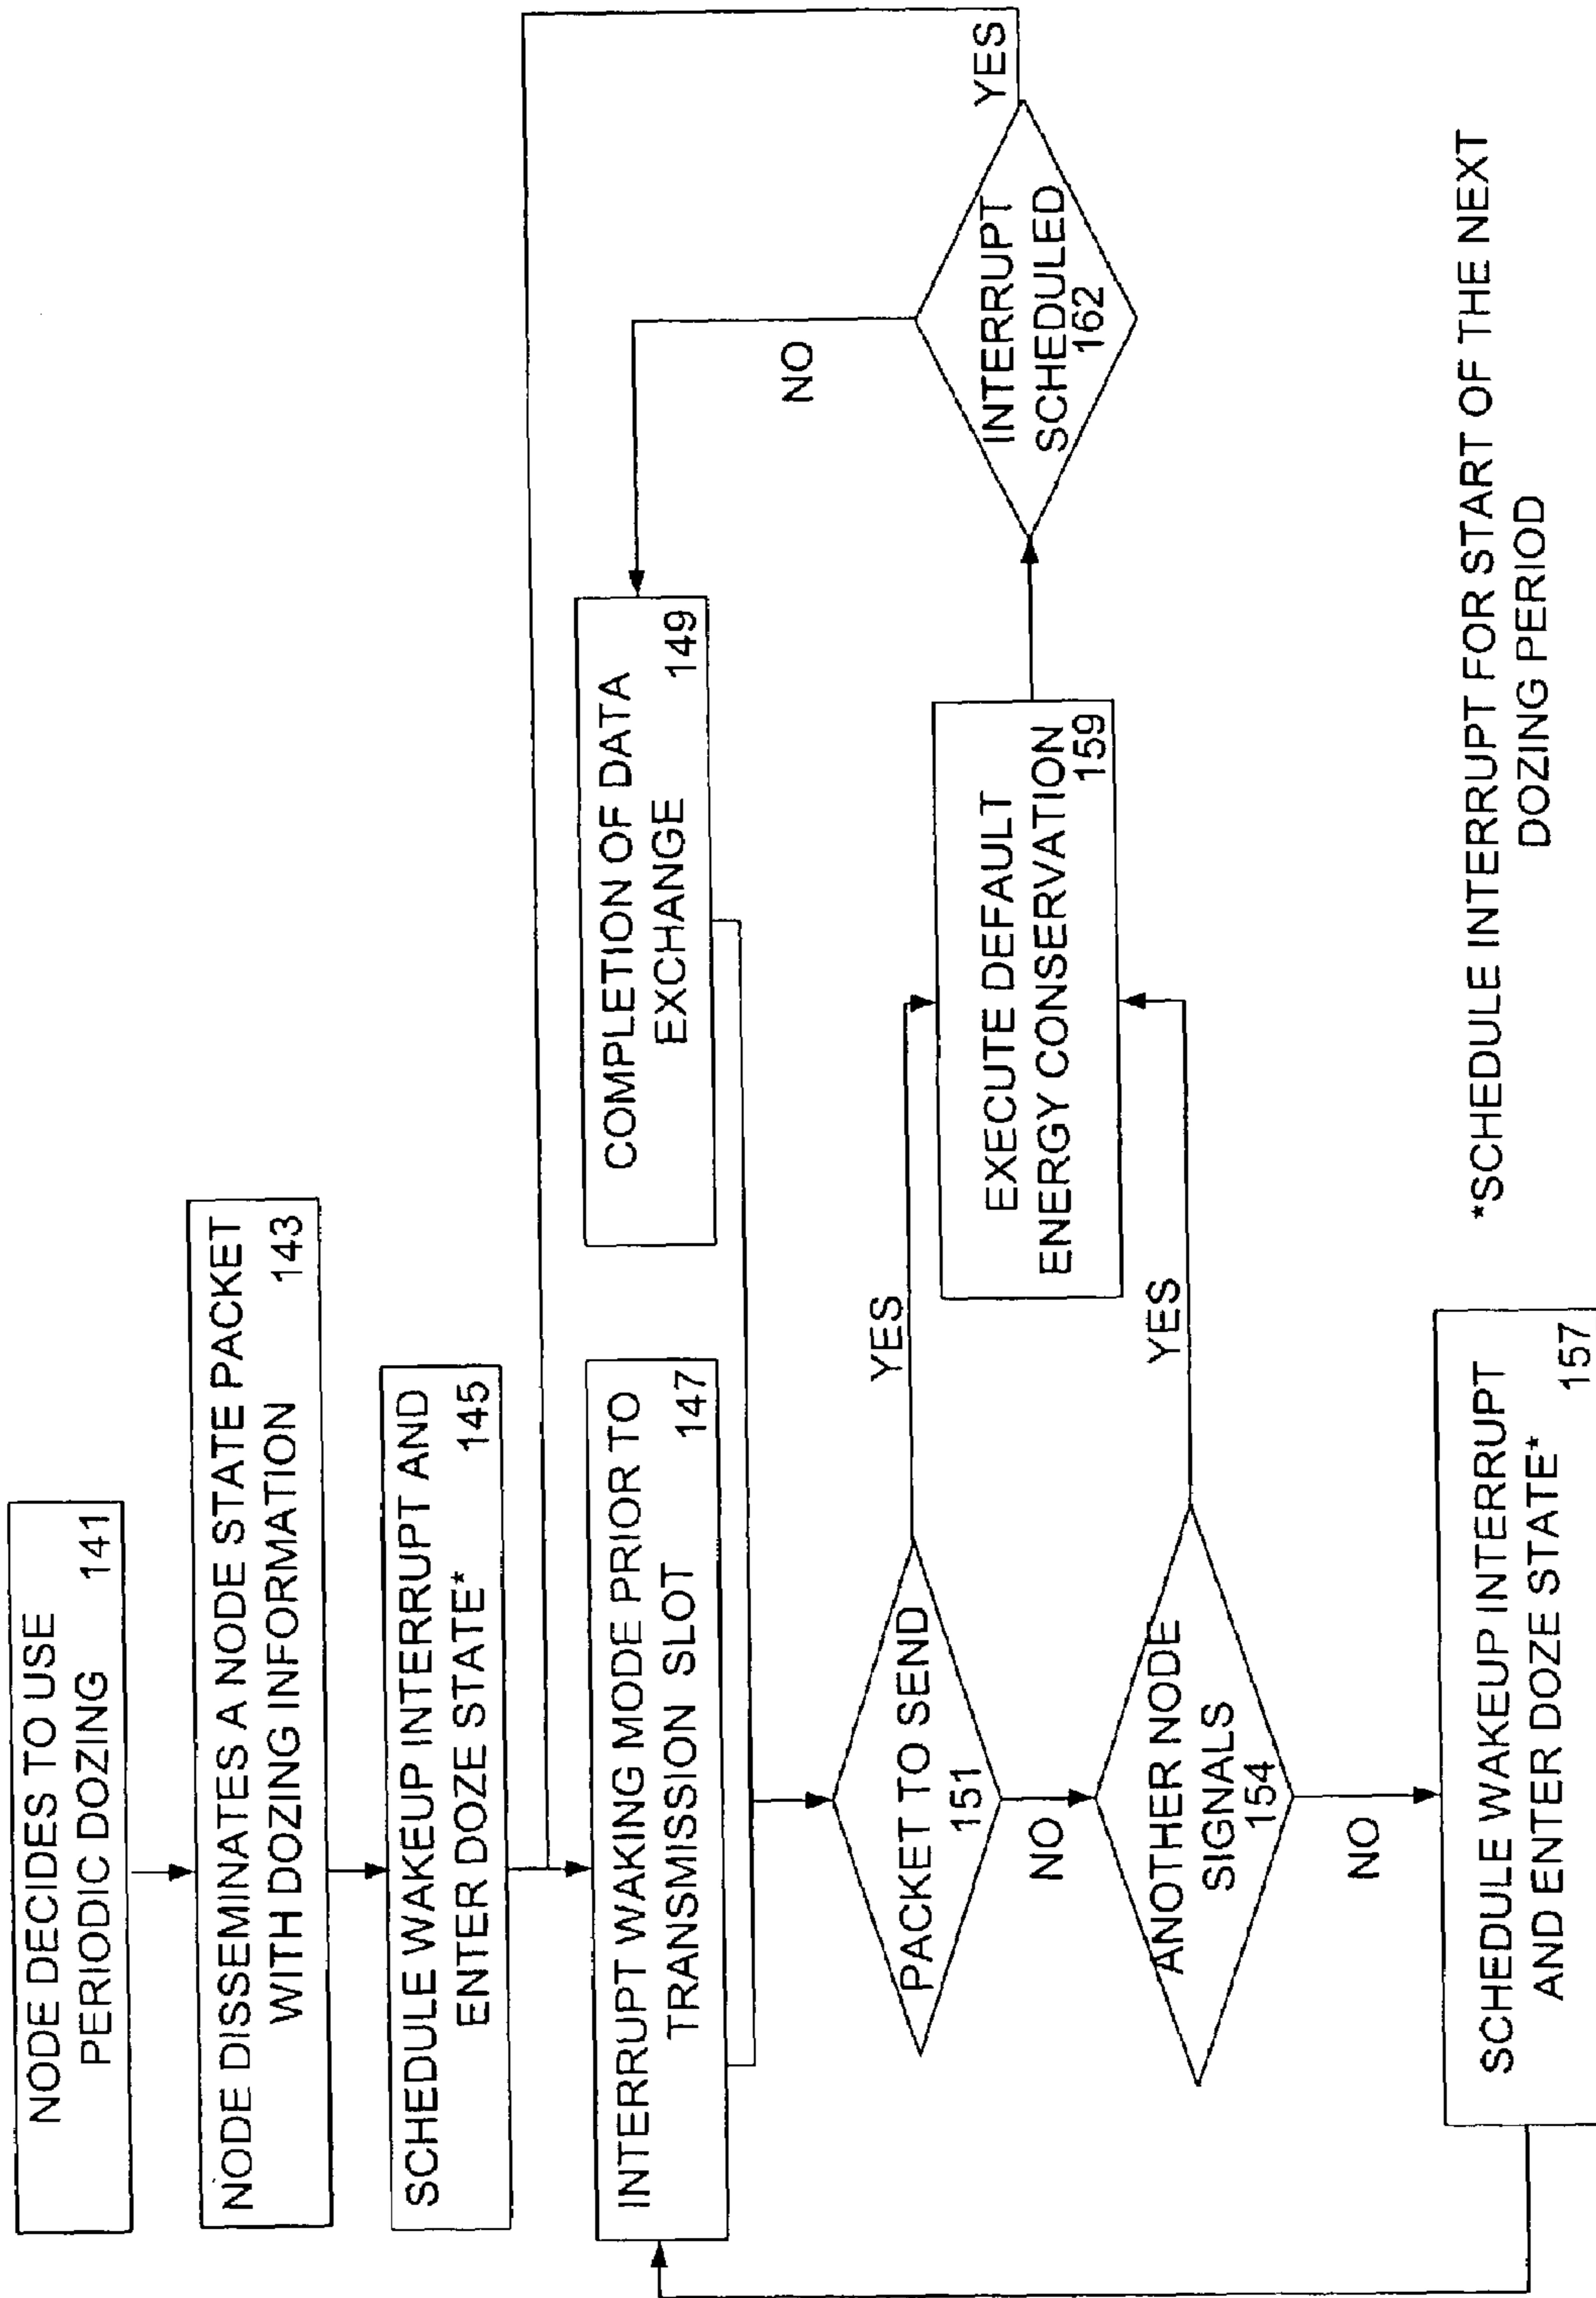 NODE DECIDES TO USE
PERIODIC DOZING 141
NODE DISSEMINATES A NODE STATE PACKET
WITH DOZING INFORMATION 143
SCHEDULE WAKEUP INTERRUPT AND
ENTER DOZE STATE* 145
INTERRUPT WAKING MODE PRIOR TO
TRANSMISSION SLOT 147
COMPLETION OF DATA
EXCHANGE 149
PACKET TO SEND
151
YES
NO
ANOTHER NODE
SIGNALS
154
YES
NO
EXECUTE DEFAULT
ENERGY CONSERVATION
159
INTERRUPT
SCHEDULED
162
NO
YES
SCHEDULE WAKEUP INTERRUPT
AND ENTER DOZE STATE*
157
*SCHEDULE INTERRUPT FOR START OF THE NEXT
DOZING PERIOD